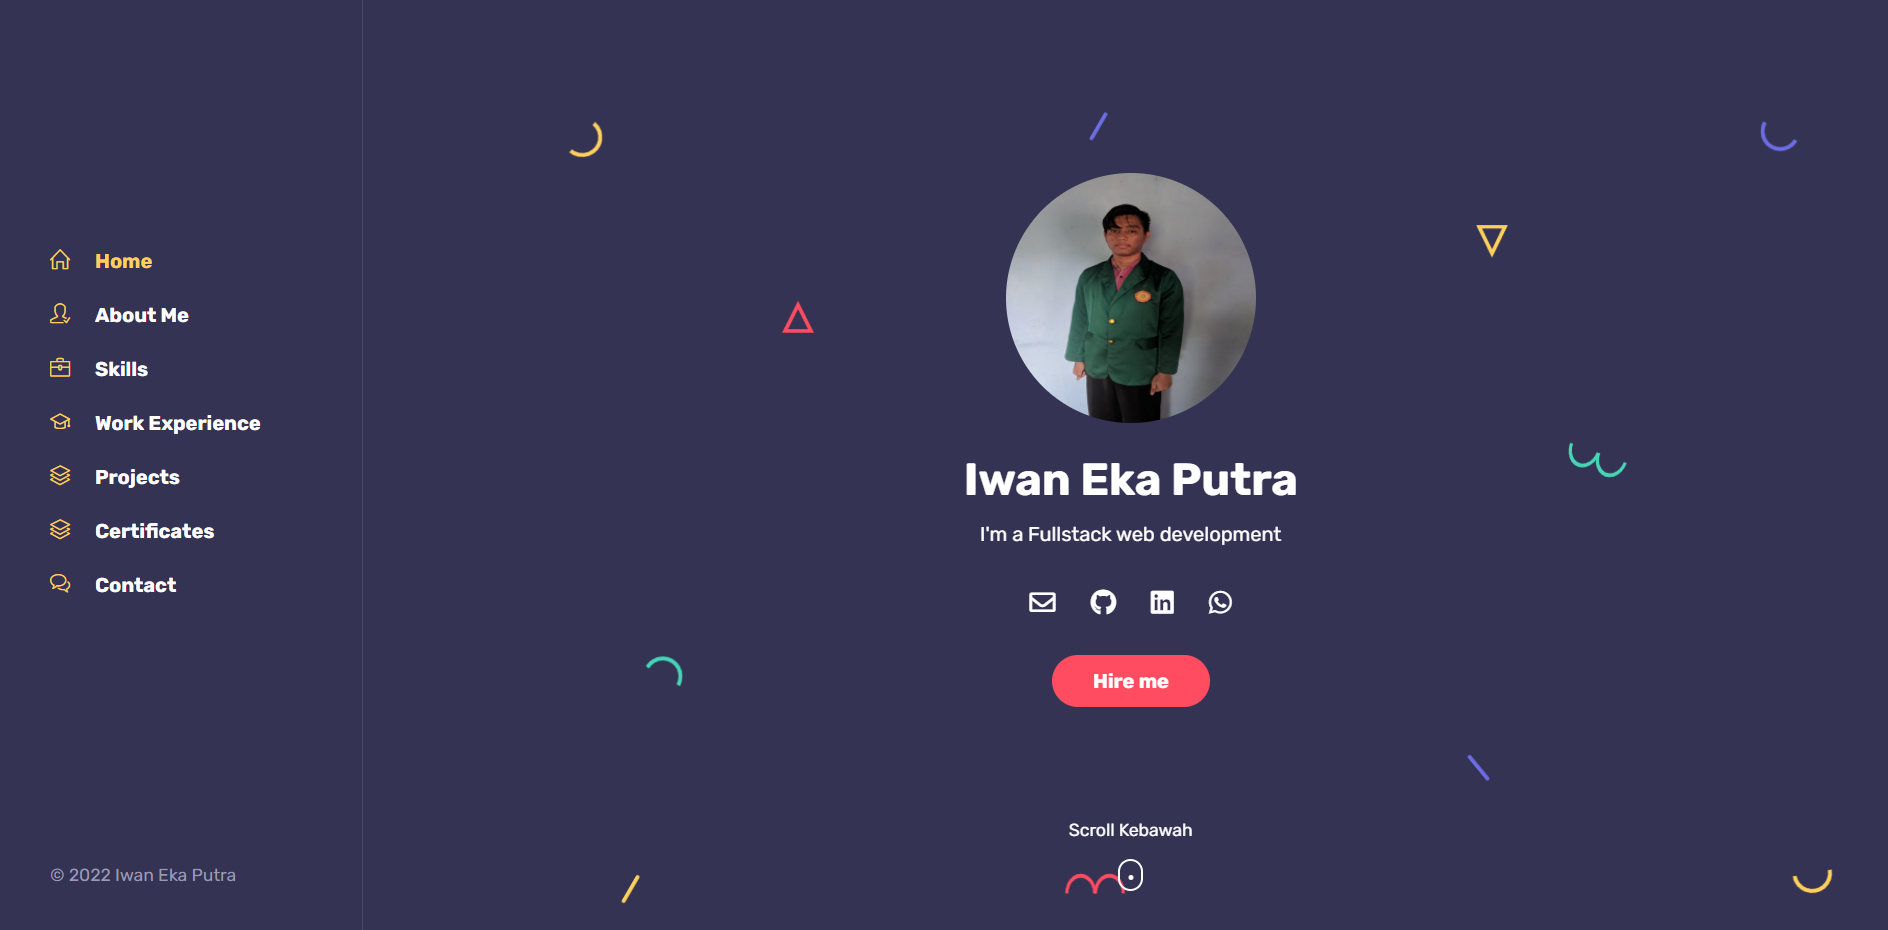 Home
About Me
Skills
Work Experience
Projects
Certificates
Contact
© 2022 Iwan Eka Putra
Iwan Eka Putra
I'm a Fullstack web development
Hire me
Scroll Kebawah